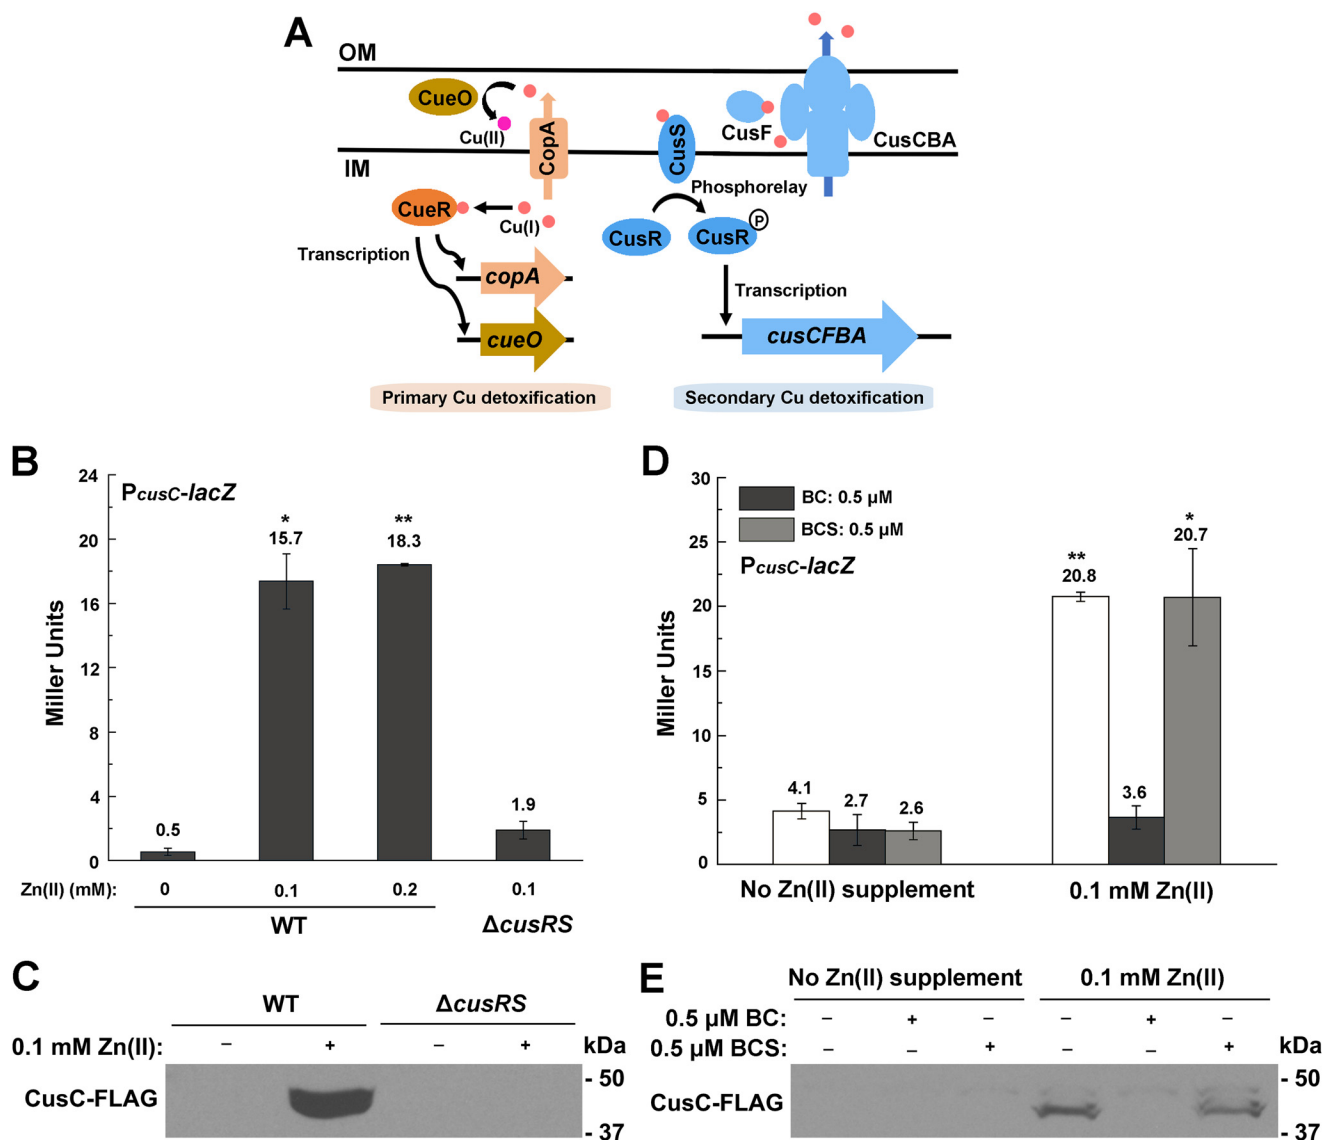 A
OM
CueO
Cu(II)
CopA
CusS
CusF
CusCBA
IM
Phosphorelay
CueR
Cu(I)
CusR
CusR
P
Transcription
copA
Transcription
cueO
cusCFBA
Primary Cu detoxification
Secondary Cu detoxification
B
PcusC-lacZ
Miller Units
24
20
16
12
8
4
0
0.5
*
15.7
**
18.3
1.9
Zn(II) (mM): 0 0.1 0.2 0.1
WT ΔcusRS
D
BC: 0.5 µM
BCS: 0.5 µM
PcusC-lacZ
Miller Units
30
25
20
15
10
5
0
4.1
2.7
2.6
**
20.8
3.6
*
20.7
No Zn(II) supplement 0.1 mM Zn(II)
C
WT ΔcusRS
0.1 mM Zn(II): – + – + kDa
CusC-FLAG
- 50
- 37
E
No Zn(II) supplement 0.1 mM Zn(II)
0.5 µM BC: – + – – + –
0.5 µM BCS: – – + – – + kDa
CusC-FLAG
- 50
- 37